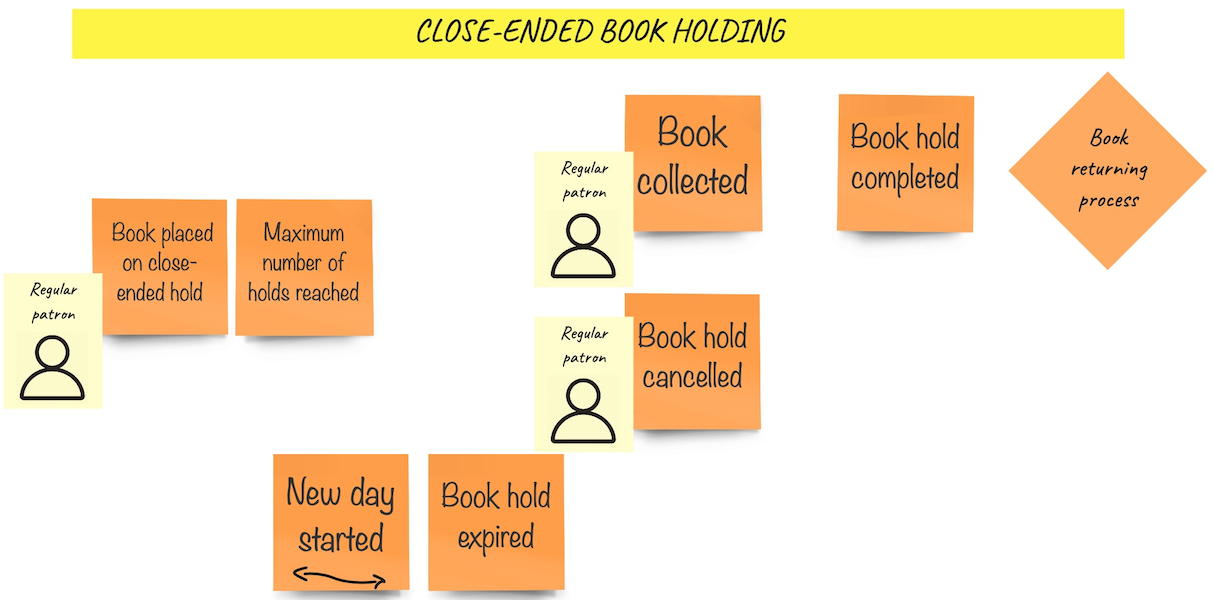 CLOSE-ENDED BOOK HOLDING
Book
collected
Regular
patron
Book hold
completed
Book
returning
process
Book placed
on close-
ended hold
Maximum
number of
holds reached
Regular
patron
Book hold
cancelled
Regular
patron
New day
started
Book hold
expired